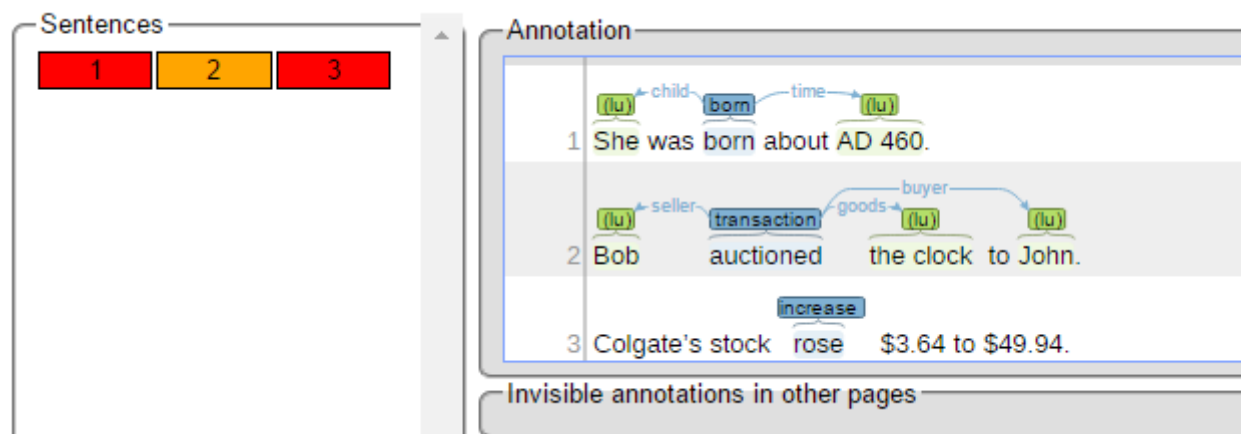 Sentences
1 2 3
Annotation
child time
(lu) born (lu)
1 She was born about AD 460.
buyer
seller goods
(lu) transaction (lu) (lu)
2 Bob auctioned the clock to John.
increase
3 Colgate’s stock rose $3.64 to $49.94.
Invisible annotations in other pages